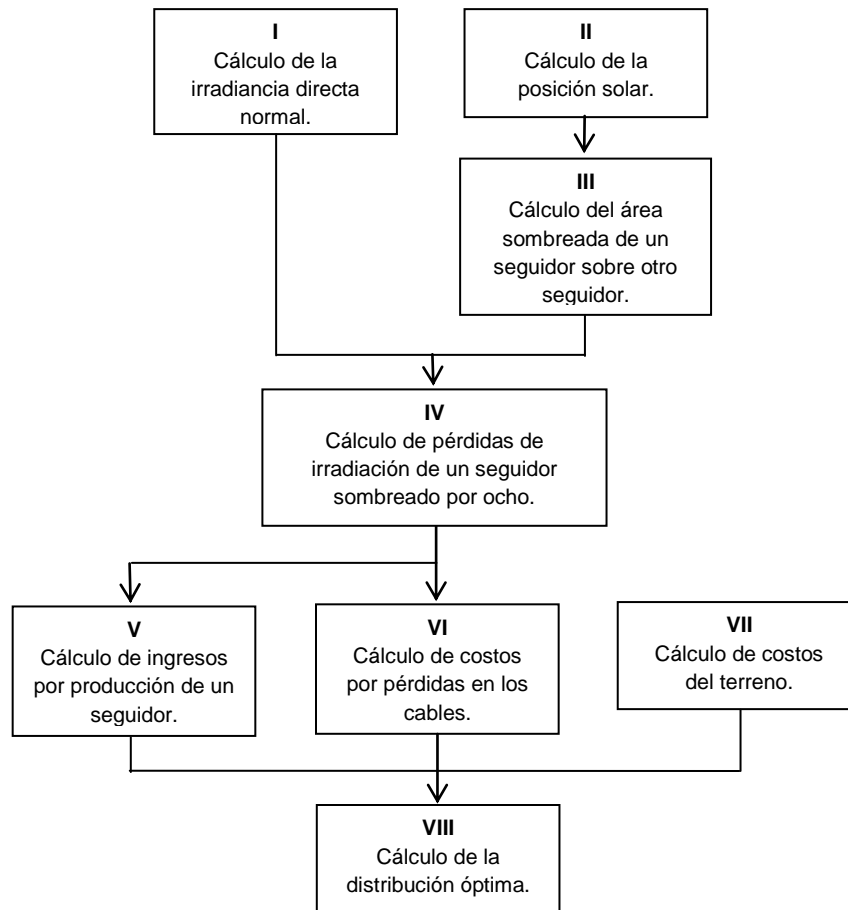 I
Cálculo de la
irradiancia directa
normal.
II
Cálculo de la
posición solar.
III
Cálculo del área
sombreada de un
seguidor sobre otro
seguidor.
IV
Cálculo de pérdidas de
irradiación de un seguidor
sombreado por ocho.
V
Cálculo de ingresos
por producción de un
seguidor.
VI
Cálculo de costos
por pérdidas en los
cables.
VII
Cálculo de costos
del terreno.
VIII
Cálculo de la
distribución óptima.